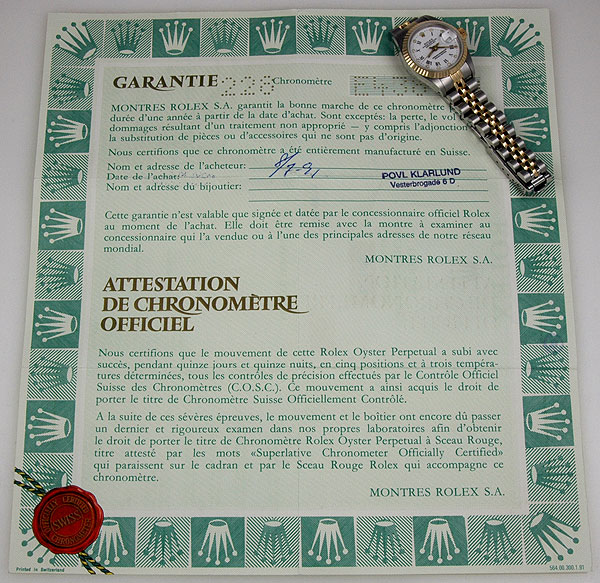 GARANTIE 228 Chronomètre
MONTRES ROLEX S.A. garantit la bonne marche de ce chronomètre
durée d'une année à partir de la date d'achat. Sont exceptés: la perte, le vol
dommages résultant d'un traitement non approprié – y compris l'adjonction
la substitution de pièces ou d'accessoires qui ne sont pas d'origine.
Nous certifions que ce chronomètre a été entièrement manufacturé en Suisse.
Nom et adresse de l'acheteur:
Date de l'achat:
Nom et adresse du bijoutier:
POVL KLARLUND
Vesterbrogade 6 D
Cette garantie n'est valable que signée et datée par le concessionnaire officiel Rolex
au moment de l'achat. Elle doit être remise avec la montre à examiner au
concessionnaire qui l'a vendue ou à l'une des principales adresses de notre réseau
mondial.
MONTRES ROLEX S.A.
ATTESTATION
DE CHRONOMÈTRE
OFFICIEL
Nous certifions que le mouvement de cette Rolex Oyster Perpetual a subi avec
succès, pendant quinze jours et quinze nuits, en cinq positions et à trois tempéra-
tures déterminées, tous les contrôles de précision effectués par le Contrôle Officiel
Suisse des Chronomètres (C.O.S.C.). Ce mouvement a ainsi acquis le droit de
porter le titre de Chronomètre Suisse Officiellement Contrôlé.
A la suite de ces sévères épreuves, le mouvement et le boîtier ont encore dû passer
un dernier et rigoureux examen dans nos propres laboratoires afin d'obtenir
le droit de porter le titre de Chronomètre Rolex Oyster Perpetual à Sceau Rouge,
titre attesté par les mots «Superlative Chronometer Officially Certified»
qui paraissent sur le cadran et par le Sceau Rouge Rolex qui accompagne ce
chronomètre.
MONTRES ROLEX S.A.
SWISS
Printed in Switzerland
564.00.300.1.91